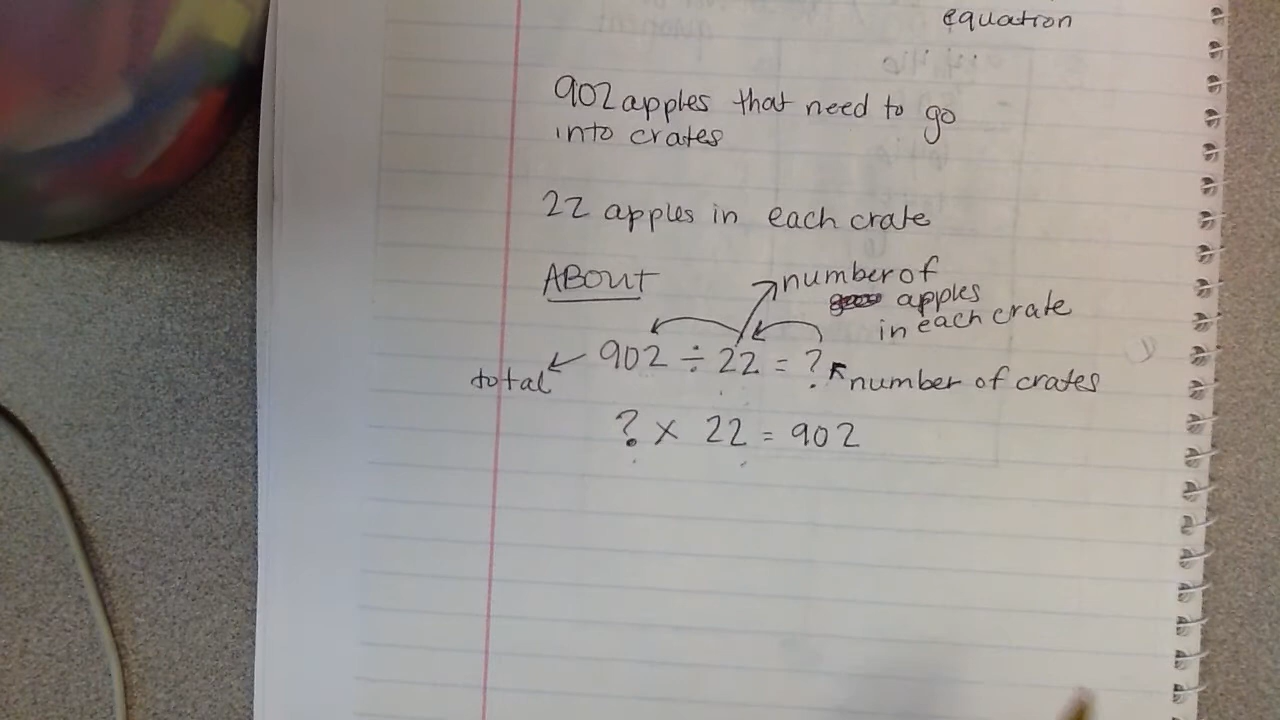 equation
902 apples that need to go
into crates
22 apples in each crate
ABOUT
number of
apples
in each crate
902 ÷ 22 = ?
total
number of crates
? × 22 = 902